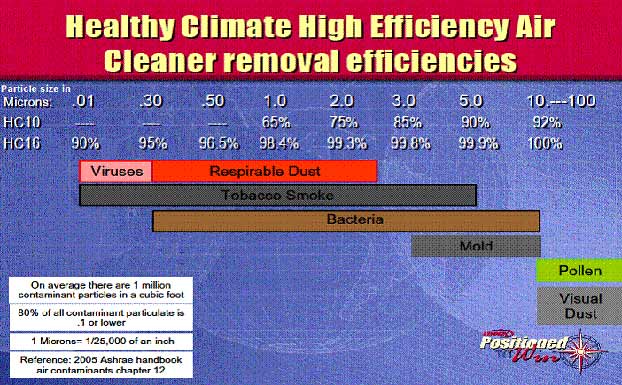 Healthy Climate High Efficiency Air
Cleaner removal efficiencies
Particle size in
Microns: .01 .30 .50 1.0 2.0 3.0 5.0 10.---100
HC10 ---- ---- ---- 65% 75% 85% 90% 92%
HC16 90% 95% 96.5% 98.4% 99.3% 99.8% 99.9% 100%
Viruses Respirable Dust
Tobacco Smoke
Bacteria
Mold
Pollen
Visual
Dust
On average there are 1 million
contaminant particles in a cubic foot
80% of all contaminant particulate is
.1 or lower
1 Microns= 1/25,000 of an inch
Reference: 2005 Ashrae handbook
air contaminants chapter 12
LENNOX
Positioned
Win